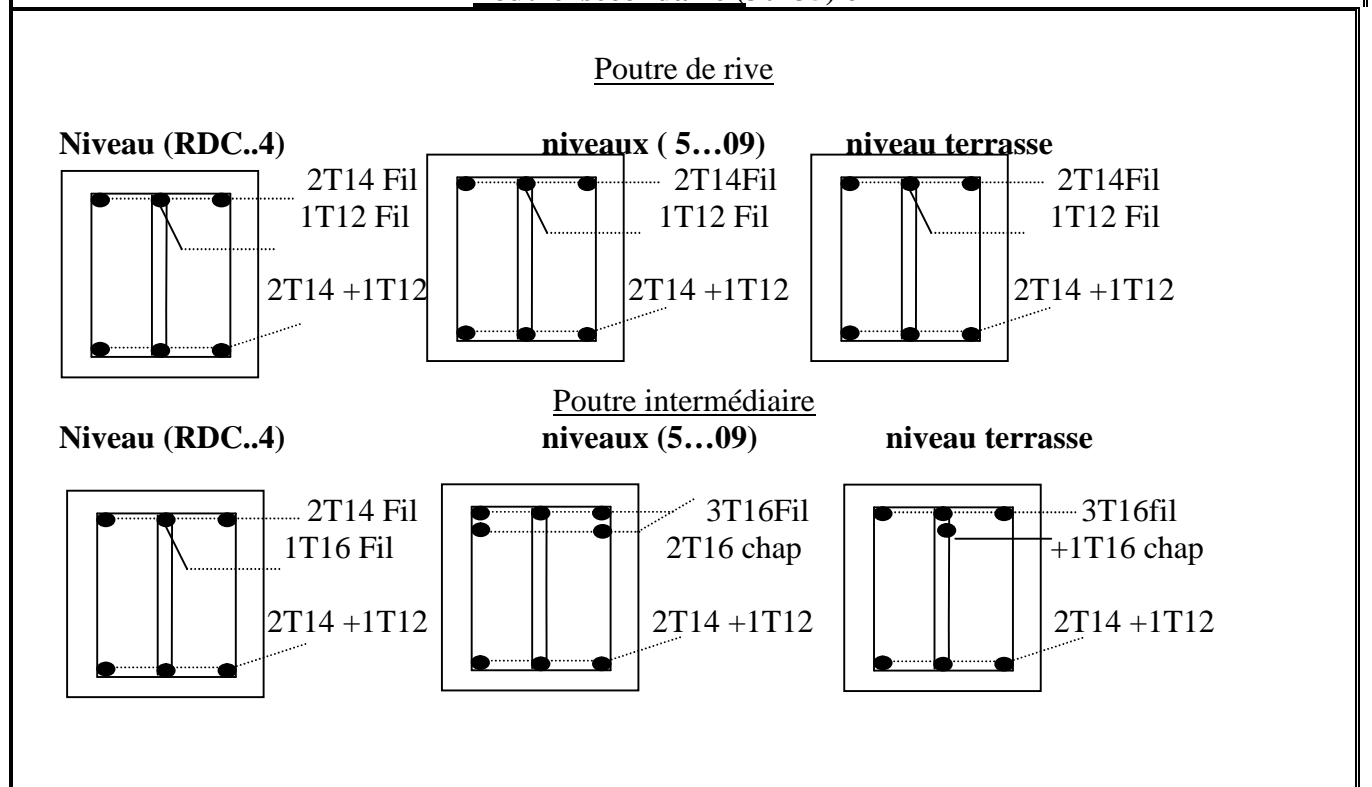 Poutre de rive
Niveau (RDC..4) niveaux ( 5…09) niveau terrasse
2T14 Fil 2T14Fil 2T14Fil
1T12 Fil 1T12 Fil 1T12 Fil
2T14 +1T12 2T14 +1T12 2T14 +1T12
Poutre intermédiaire
Niveau (RDC..4) niveaux (5…09) niveau terrasse
2T14 Fil 3T16Fil 3T16fil
1T16 Fil 2T16 chap +1T16 chap
2T14 +1T12 2T14 +1T12 2T14 +1T12